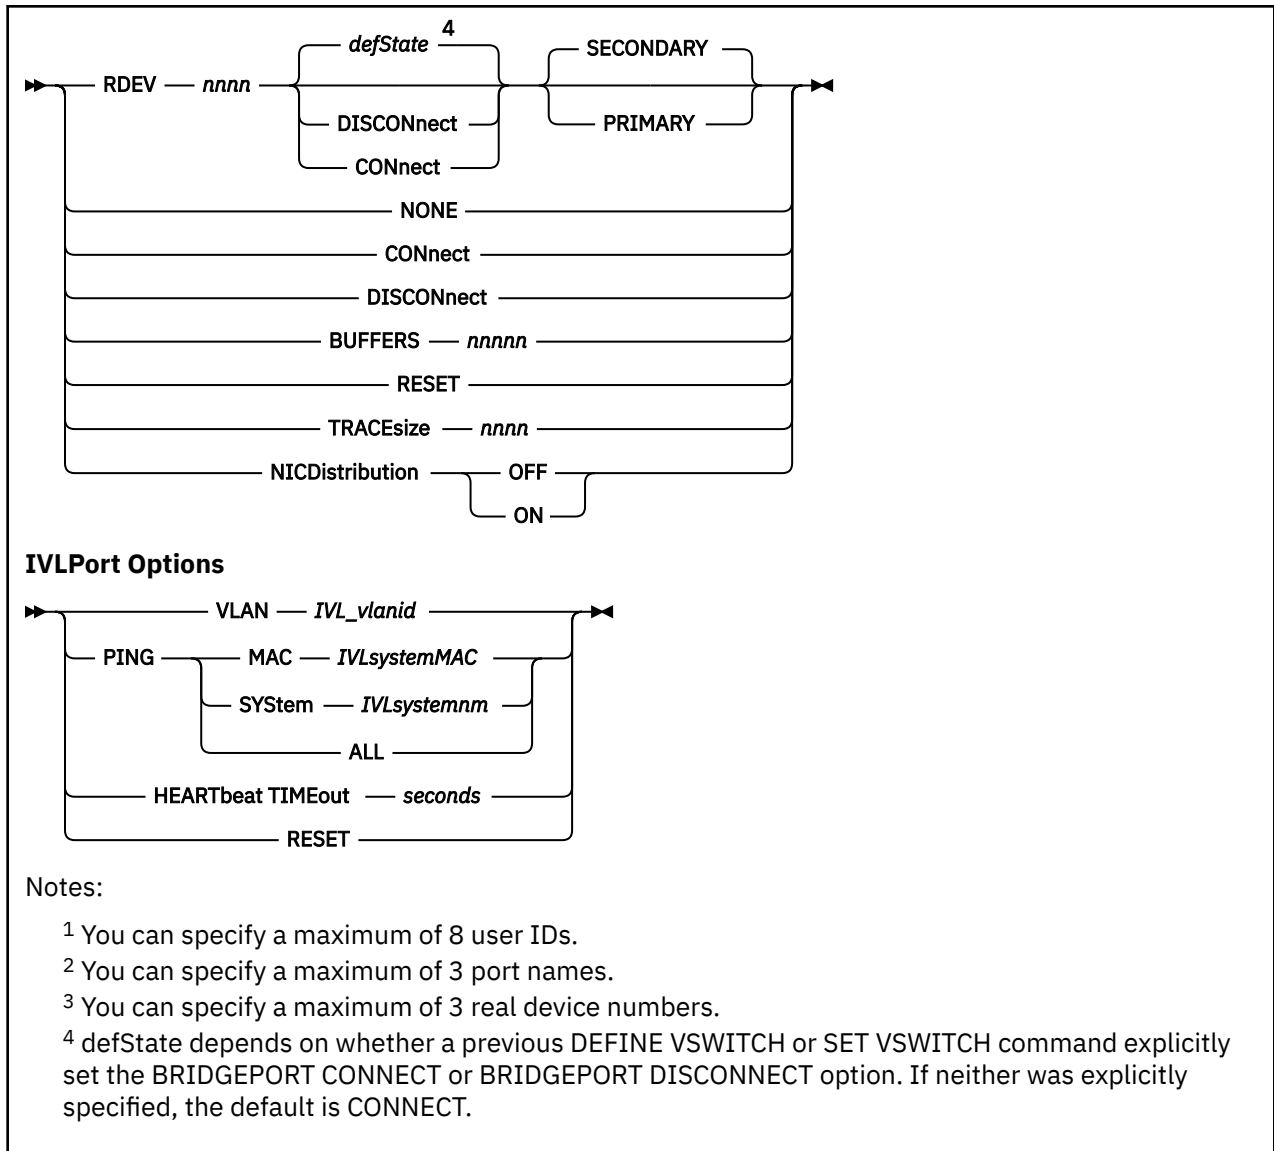 defState 4
SECONDARY
RDEV nnnn
DISCONnect
PRIMARY
CONnect
NONE
CONnect
DISCONnect
BUFFERS nnnnn
RESET
TRACEsize nnnn
NICDistribution OFF
ON
IVLPort Options
VLAN IVL_vlanid
PING MAC IVLsystemMAC
SYStem IVLsystemnm
ALL
HEARTbeat TIMEout seconds
RESET
Notes:
1 You can specify a maximum of 8 user IDs.
2 You can specify a maximum of 3 port names.
3 You can specify a maximum of 3 real device numbers.
4 defState depends on whether a previous DEFINE VSWITCH or SET VSWITCH command explicitly
set the BRIDGEPORT CONNECT or BRIDGEPORT DISCONNECT option. If neither was explicitly
specified, the default is CONNECT.